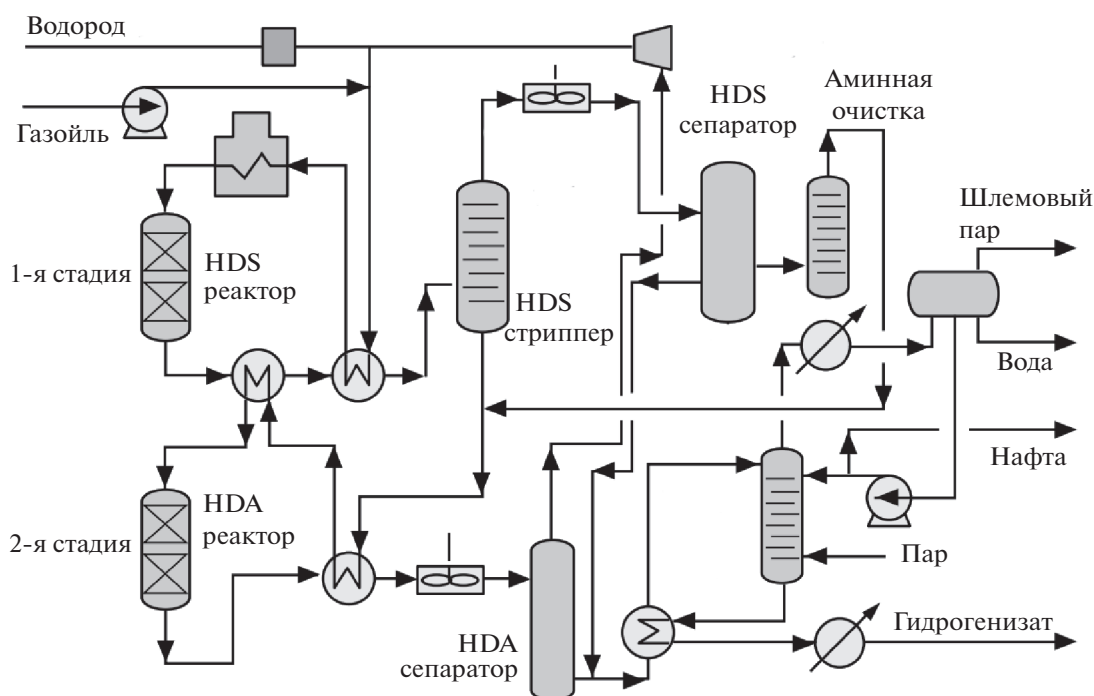 Водород
Газойль
HDS
сепаратор
Аминная
очистка
Шлемовый
пар
1-я стадия
HDS
реактор
HDS
стриппер
Вода
Нафта
2-я стадия
HDA
реактор
Пар
HDA
сепаратор
Гидрогенизат